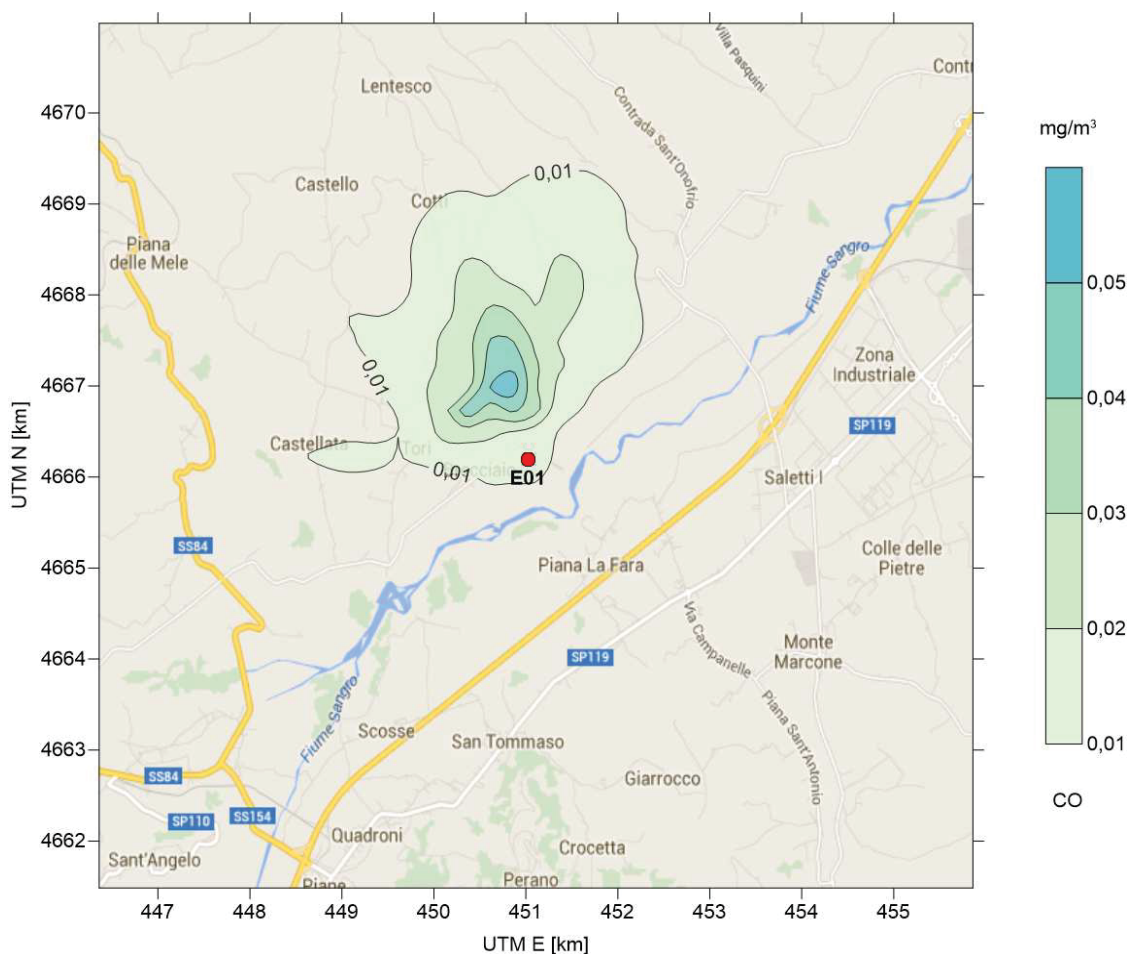 Villa Pasquini
Lentesco
Contrada Sant'Onofrio
4670
mg/m³
0,01
Castello
4669
Piana
delle Mele
Fiume Sangro
4668
0,05
Zona
Industriale
0,01
4667
0,04
SP119
Castellata
Tori
0,01
E01
4666
Saletti I
0,03
SS84
Colle delle
Pietre
Piana La Fara
4665
0,02
Via Campanelle
Monte
Marcone
SP119
4664
Fiume Sangro
Piana Sant'Antonio
Scosse
San Tommaso
4663
0,01
SS84
Giarrocco
CO
SP110
SS154
Quadroni
4662
Crocetta
Sant'Angelo
Perano
Piane
447
448
449
450
451
452
453
454
455
UTM E [km]
UTM N [km]